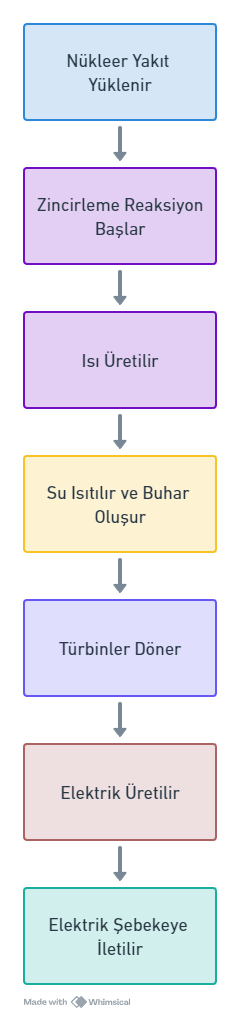 Nükleer Yakıt
Yüklenir
Zincirleme Reaksiyon
Başlar
Isı Üretilir
Su Isıtılır ve Buhar
Oluşur
Türbinler Döner
Elektrik Üretilir
Elektrik Şebekeye
İletilir
Made with Whimsical